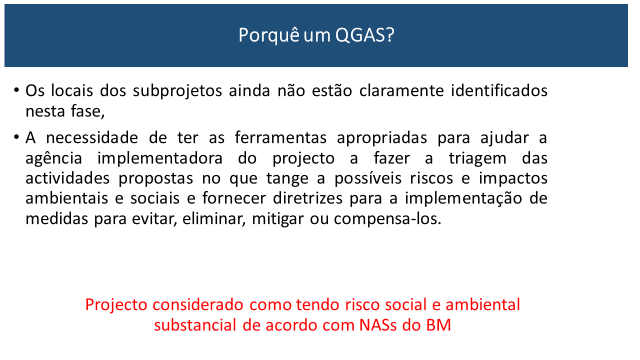 Porquê um QGAS?
• Os locais dos subprojetos ainda não estão claramente identificados
nesta fase,
• A necessidade de ter as ferramentas apropriadas para ajudar a
agência implementadora do projecto a fazer a triagem das
actividades propostas no que tange a possíveis riscos e impactos
ambientais e sociais e fornecer diretrizes para a implementação de
medidas para evitar, eliminar, mitigar ou compensa-los.
Projecto considerado como tendo risco social e ambiental
substancial de acordo com NASs do BM